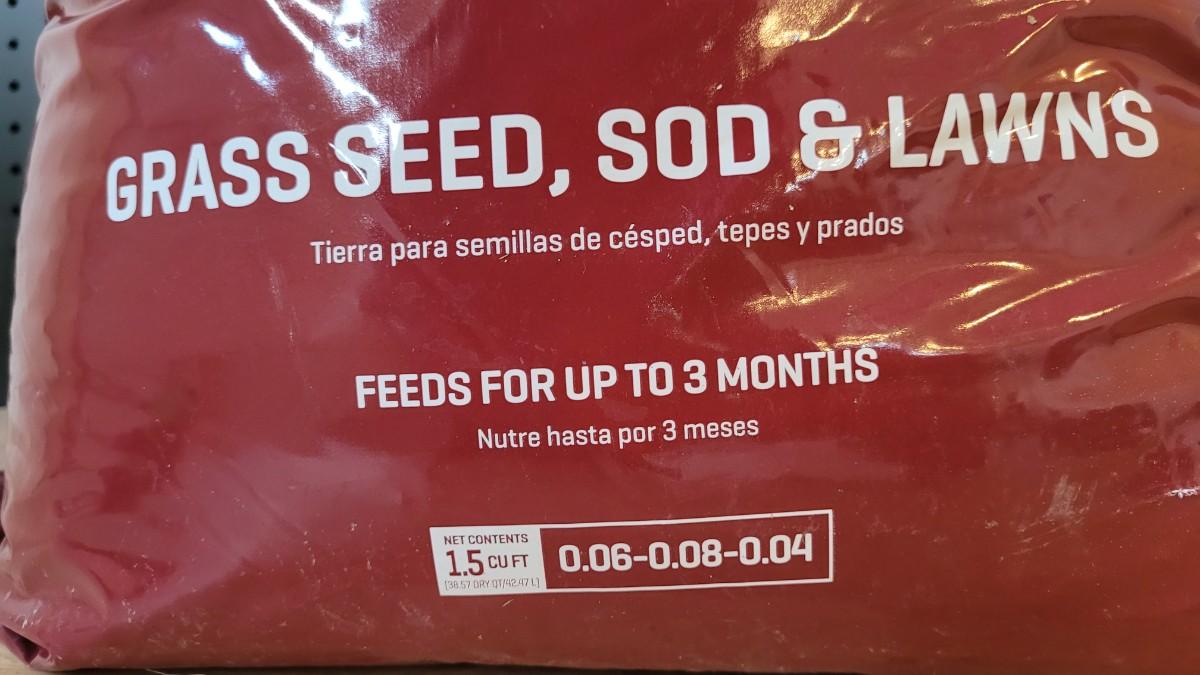 GRASS SEED, SOD & LAWNS
Tierra para semillas de césped, tepes y prados
FEEDS FOR UP TO 3 MONTHS
Nutre hasta por 3 meses
NET CONTENTS
1.5 CU FT
(38.57 DRY QT/42.47 L)
0.06-0.08-0.04